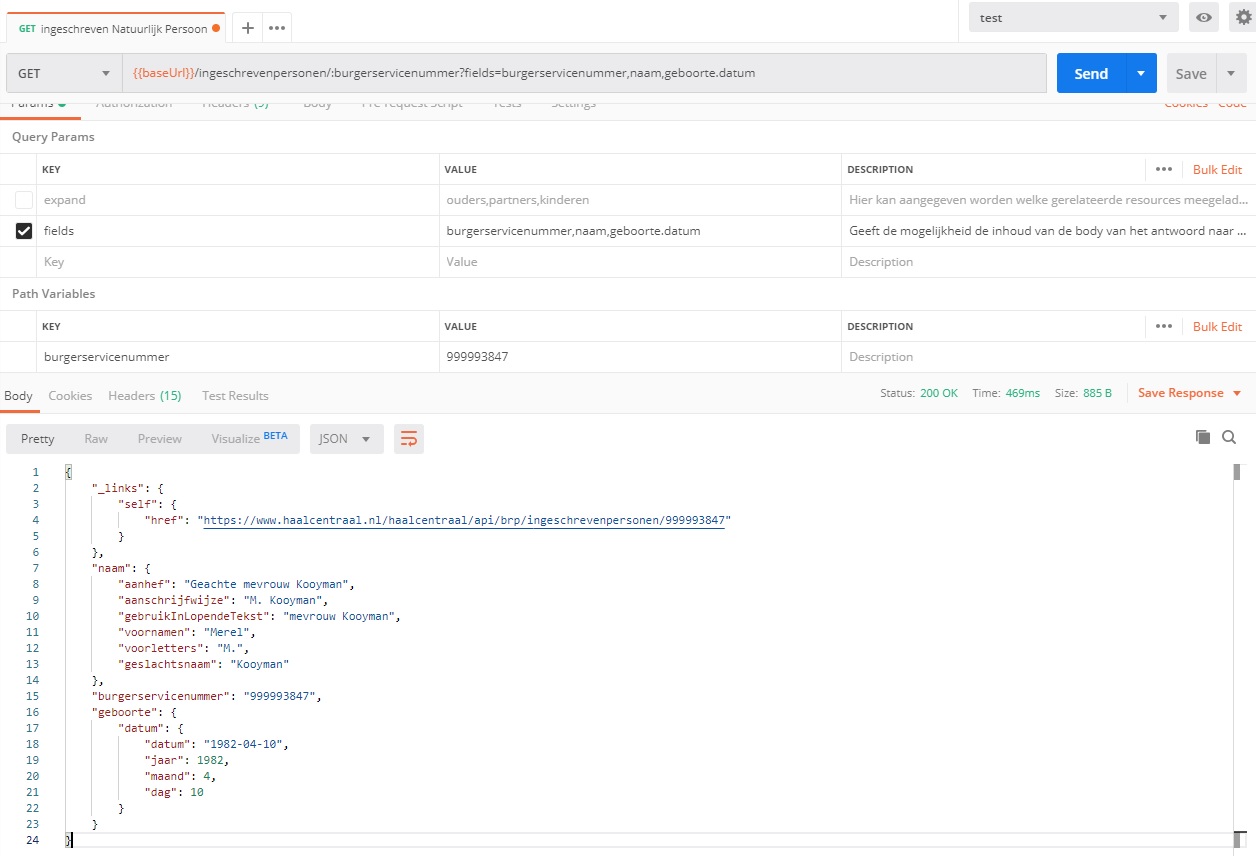 GET ingeschreven Natuurlijk Persoon
test
GET {{baseUrl}}/ingeschrevenpersonen/:burgerservicenummer?fields=burgerservicenummer,naam,geboorte.datum Send Save
Params Authorization Headers (9) Body Pre-request Script Tests Settings Cookies Code
Query Params
KEY VALUE DESCRIPTION ••• Bulk Edit
expand ouders,partners,kinderen Hier kan aangegeven worden welke gerelateerde resources meegelad...
fields burgerservicenummer,naam,geboorte.datum Geeft de mogelijkheid de inhoud van de body van het antwoord naar ...
Key Value Description
Path Variables
KEY VALUE DESCRIPTION ••• Bulk Edit
burgerservicenummer 999993847 Description
Body Cookies Headers (15) Test Results Status: 200 OK Time: 469ms Size: 885 B Save Response
Pretty Raw Preview Visualize BETA JSON
1 {
2 "_links": {
3 "self": {
4 "href": "https://www.haalcentraal.nl/haalcentraal/api/brp/ingeschrevenpersonen/999993847"
5 }
6 },
7 "naam": {
8 "aanhef": "Geachte mevrouw Kooyman",
9 "aanschrijfwijze": "M. Kooyman",
10 "gebruikInLopendeTekst": "mevrouw Kooyman",
11 "voornamen": "Merel",
12 "voorletters": "M.",
13 "geslachtsnaam": "Kooyman"
14 },
15 "burgerservicenummer": "999993847",
16 "geboorte": {
17 "datum": {
18 "datum": "1982-04-10",
19 "jaar": 1982,
20 "maand": 4,
21 "dag": 10
22 }
23 }
24 }